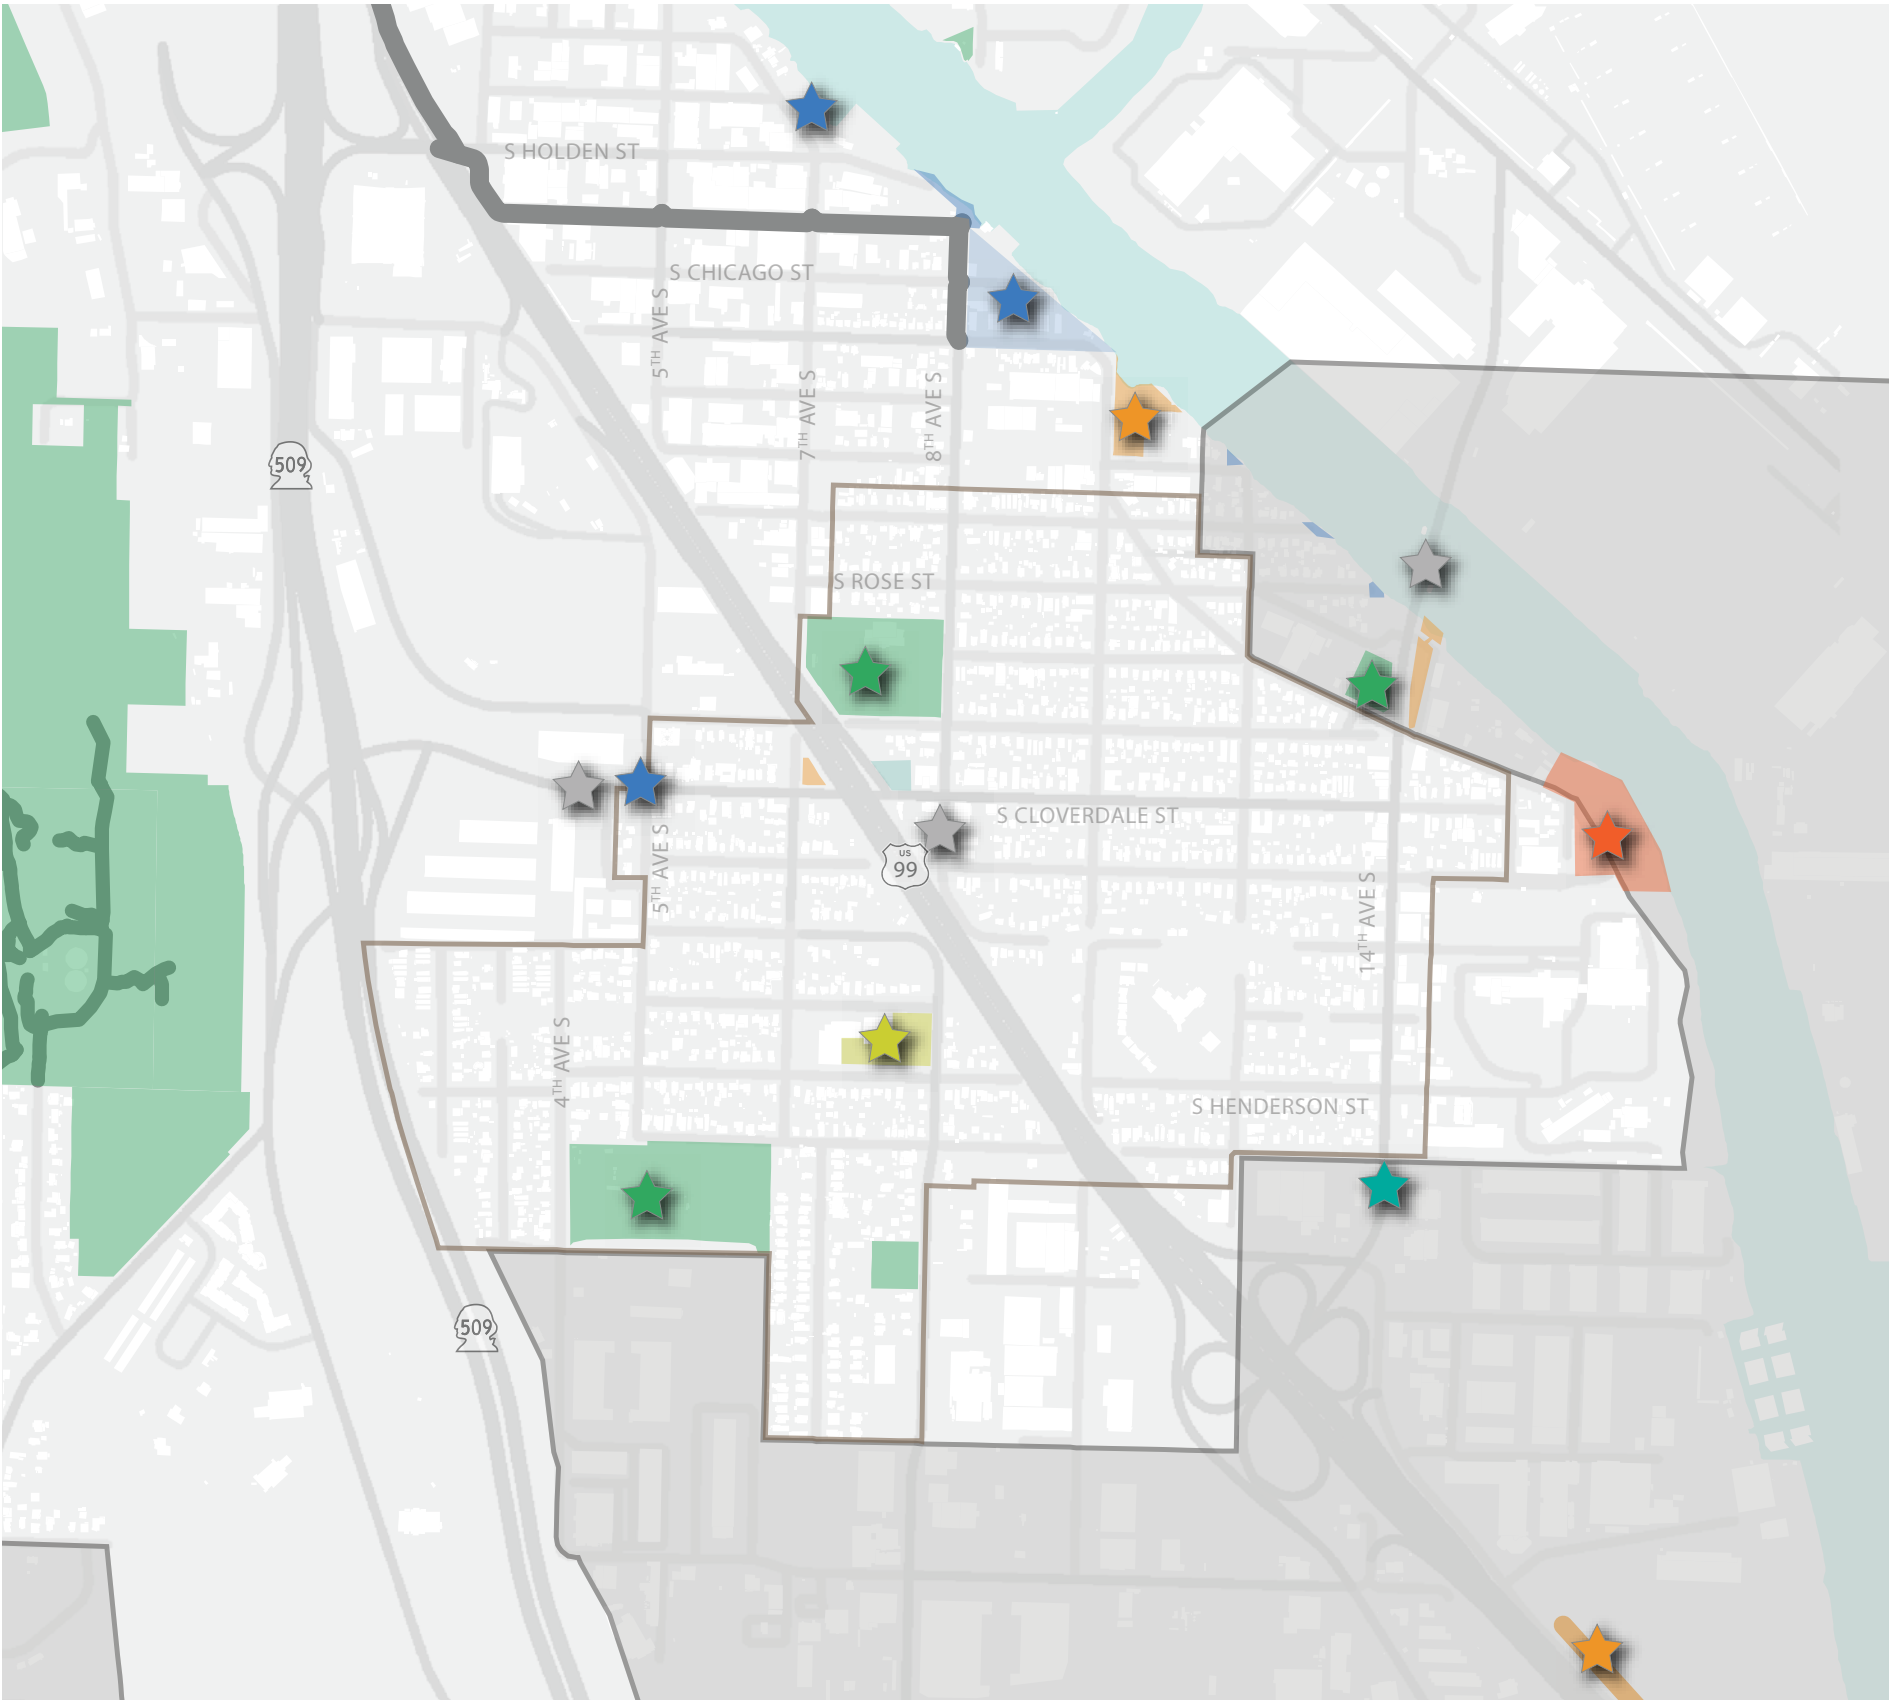 S HOLDEN ST
S CHICAGO ST
5TH AVE S
7TH AVE S
8TH AVE S
509
S ROSE ST
S CLOVERDALE ST
US
99
5TH AVE S
14TH AVE S
4TH AVE S
S HENDERSON ST
509